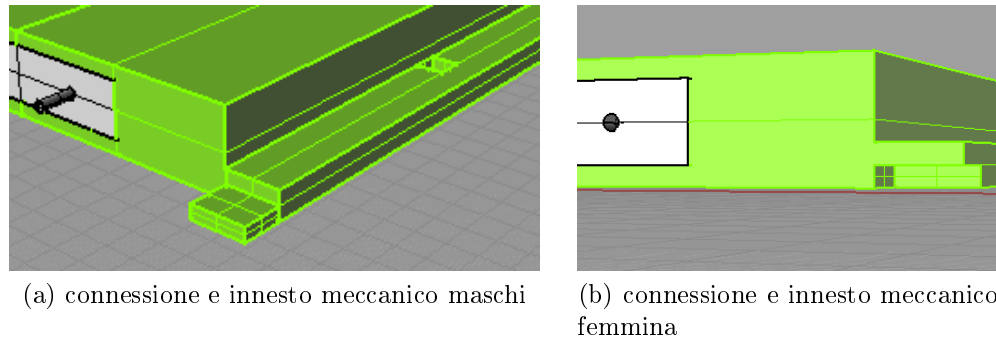 (a) connessione e innesto meccanico maschi
(b) connessione e innesto meccanico
femmina